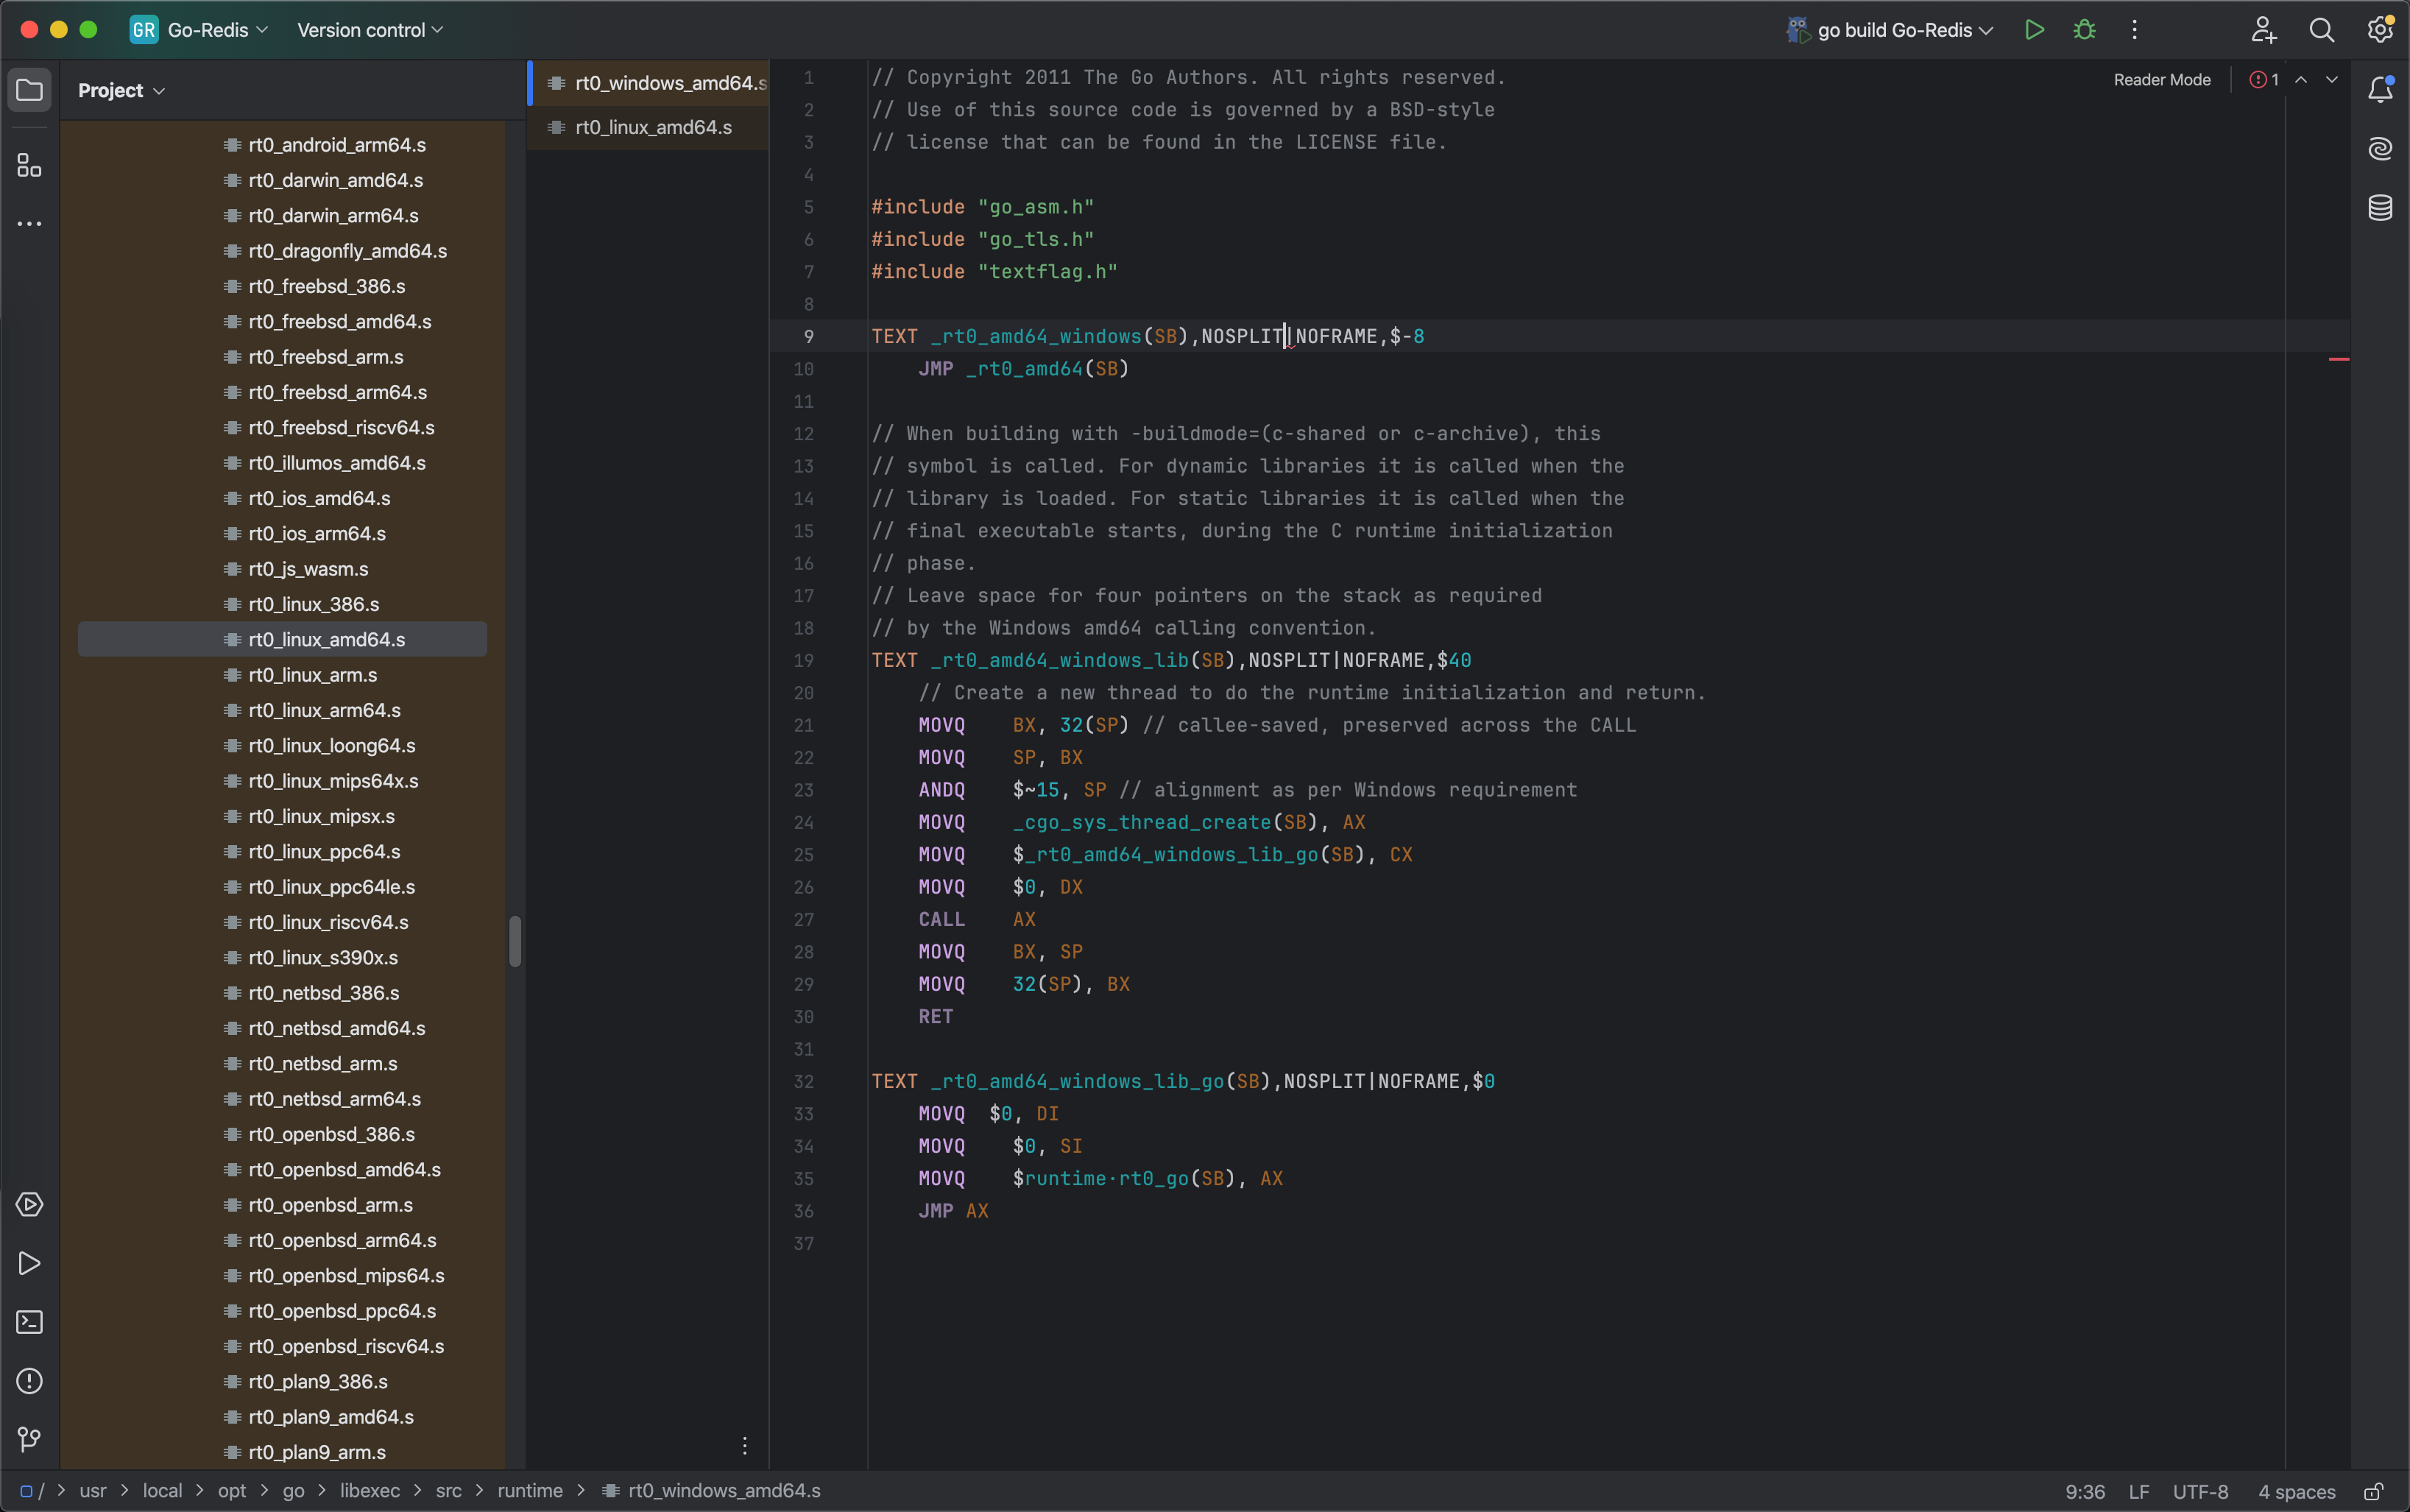 GR Go-Redis Version control go build Go-Redis
Project
rt0_android_arm64.s
rt0_darwin_amd64.s
rt0_darwin_arm64.s
rt0_dragonfly_amd64.s
rt0_freebsd_386.s
rt0_freebsd_amd64.s
rt0_freebsd_arm.s
rt0_freebsd_arm64.s
rt0_freebsd_riscv64.s
rt0_illumos_amd64.s
rt0_ios_amd64.s
rt0_ios_arm64.s
rt0_js_wasm.s
rt0_linux_386.s
rt0_linux_amd64.s
rt0_linux_arm.s
rt0_linux_arm64.s
rt0_linux_loong64.s
rt0_linux_mips64x.s
rt0_linux_mipsx.s
rt0_linux_ppc64.s
rt0_linux_ppc64le.s
rt0_linux_riscv64.s
rt0_linux_s390x.s
rt0_netbsd_386.s
rt0_netbsd_amd64.s
rt0_netbsd_arm.s
rt0_netbsd_arm64.s
rt0_openbsd_386.s
rt0_openbsd_amd64.s
rt0_openbsd_arm.s
rt0_openbsd_arm64.s
rt0_openbsd_mips64.s
rt0_openbsd_ppc64.s
rt0_openbsd_riscv64.s
rt0_plan9_386.s
rt0_plan9_amd64.s
rt0_plan9_arm.s
rt0_windows_amd64.s
rt0_linux_amd64.s
Reader Mode 1
1 // Copyright 2011 The Go Authors. All rights reserved.
2 // Use of this source code is governed by a BSD-style
3 // license that can be found in the LICENSE file.
4
5 #include "go_asm.h"
6 #include "go_tls.h"
7 #include "textflag.h"
8
9 TEXT _rt0_amd64_windows(SB),NOSPLIT|NOFRAME,$-8
10 JMP _rt0_amd64(SB)
11
12 // When building with -buildmode=(c-shared or c-archive), this
13 // symbol is called. For dynamic libraries it is called when the
14 // library is loaded. For static libraries it is called when the
15 // final executable starts, during the C runtime initialization
16 // phase.
17 // Leave space for four pointers on the stack as required
18 // by the Windows amd64 calling convention.
19 TEXT _rt0_amd64_windows_lib(SB),NOSPLIT|NOFRAME,$40
20 // Create a new thread to do the runtime initialization and return.
21 MOVQ BX, 32(SP) // callee-saved, preserved across the CALL
22 MOVQ SP, BX
23 ANDQ $~15, SP // alignment as per Windows requirement
24 MOVQ _cgo_sys_thread_create(SB), AX
25 MOVQ $_rt0_amd64_windows_lib_go(SB), CX
26 MOVQ $0, DX
27 CALL AX
28 MOVQ BX, SP
29 MOVQ 32(SP), BX
30 RET
31
32 TEXT _rt0_amd64_windows_lib_go(SB),NOSPLIT|NOFRAME,$0
33 MOVQ $0, DI
34 MOVQ $0, SI
35 MOVQ $runtime·rt0_go(SB), AX
36 JMP AX
37
/ > usr > local > opt > go > libexec > src > runtime > rt0_windows_amd64.s 9:36 LF UTF-8 4 spaces